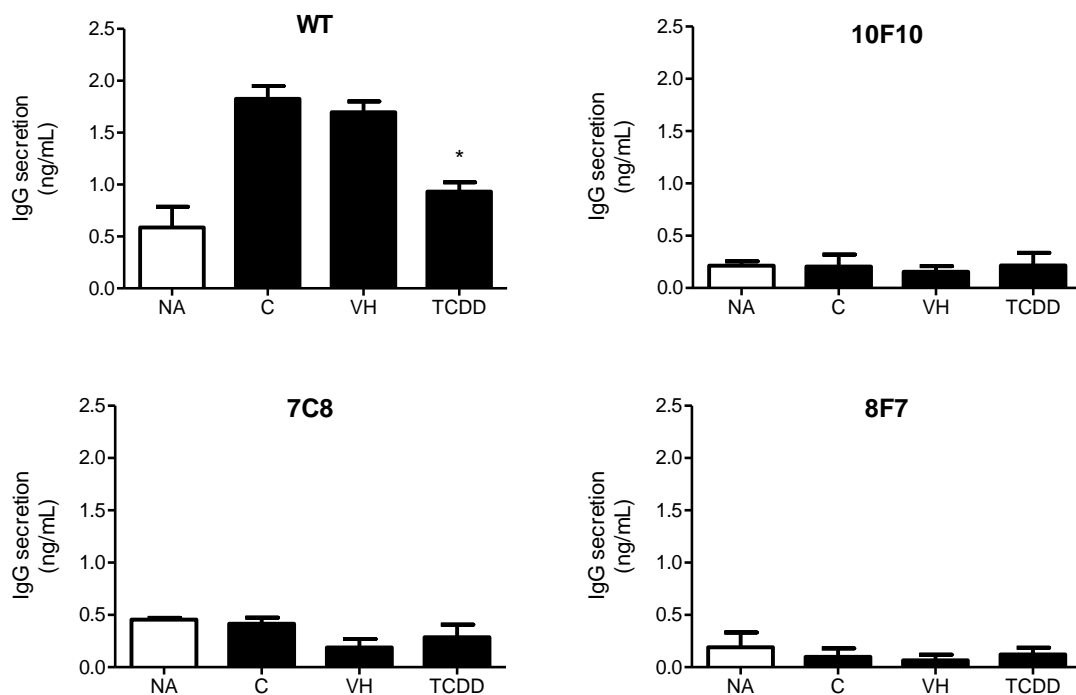 WT
IgG secretion
(ng/mL)
2.5
2.0
1.5
1.0
0.5
0.0
*
NA C VH TCDD
10F10
IgG secretion
(ng/mL)
2.5
2.0
1.5
1.0
0.5
0.0
NA C VH TCDD
7C8
IgG secretion
(ng/mL)
2.5
2.0
1.5
1.0
0.5
0.0
NA C VH TCDD
8F7
IgG secretion
(ng/mL)
2.5
2.0
1.5
1.0
0.5
0.0
NA C VH TCDD